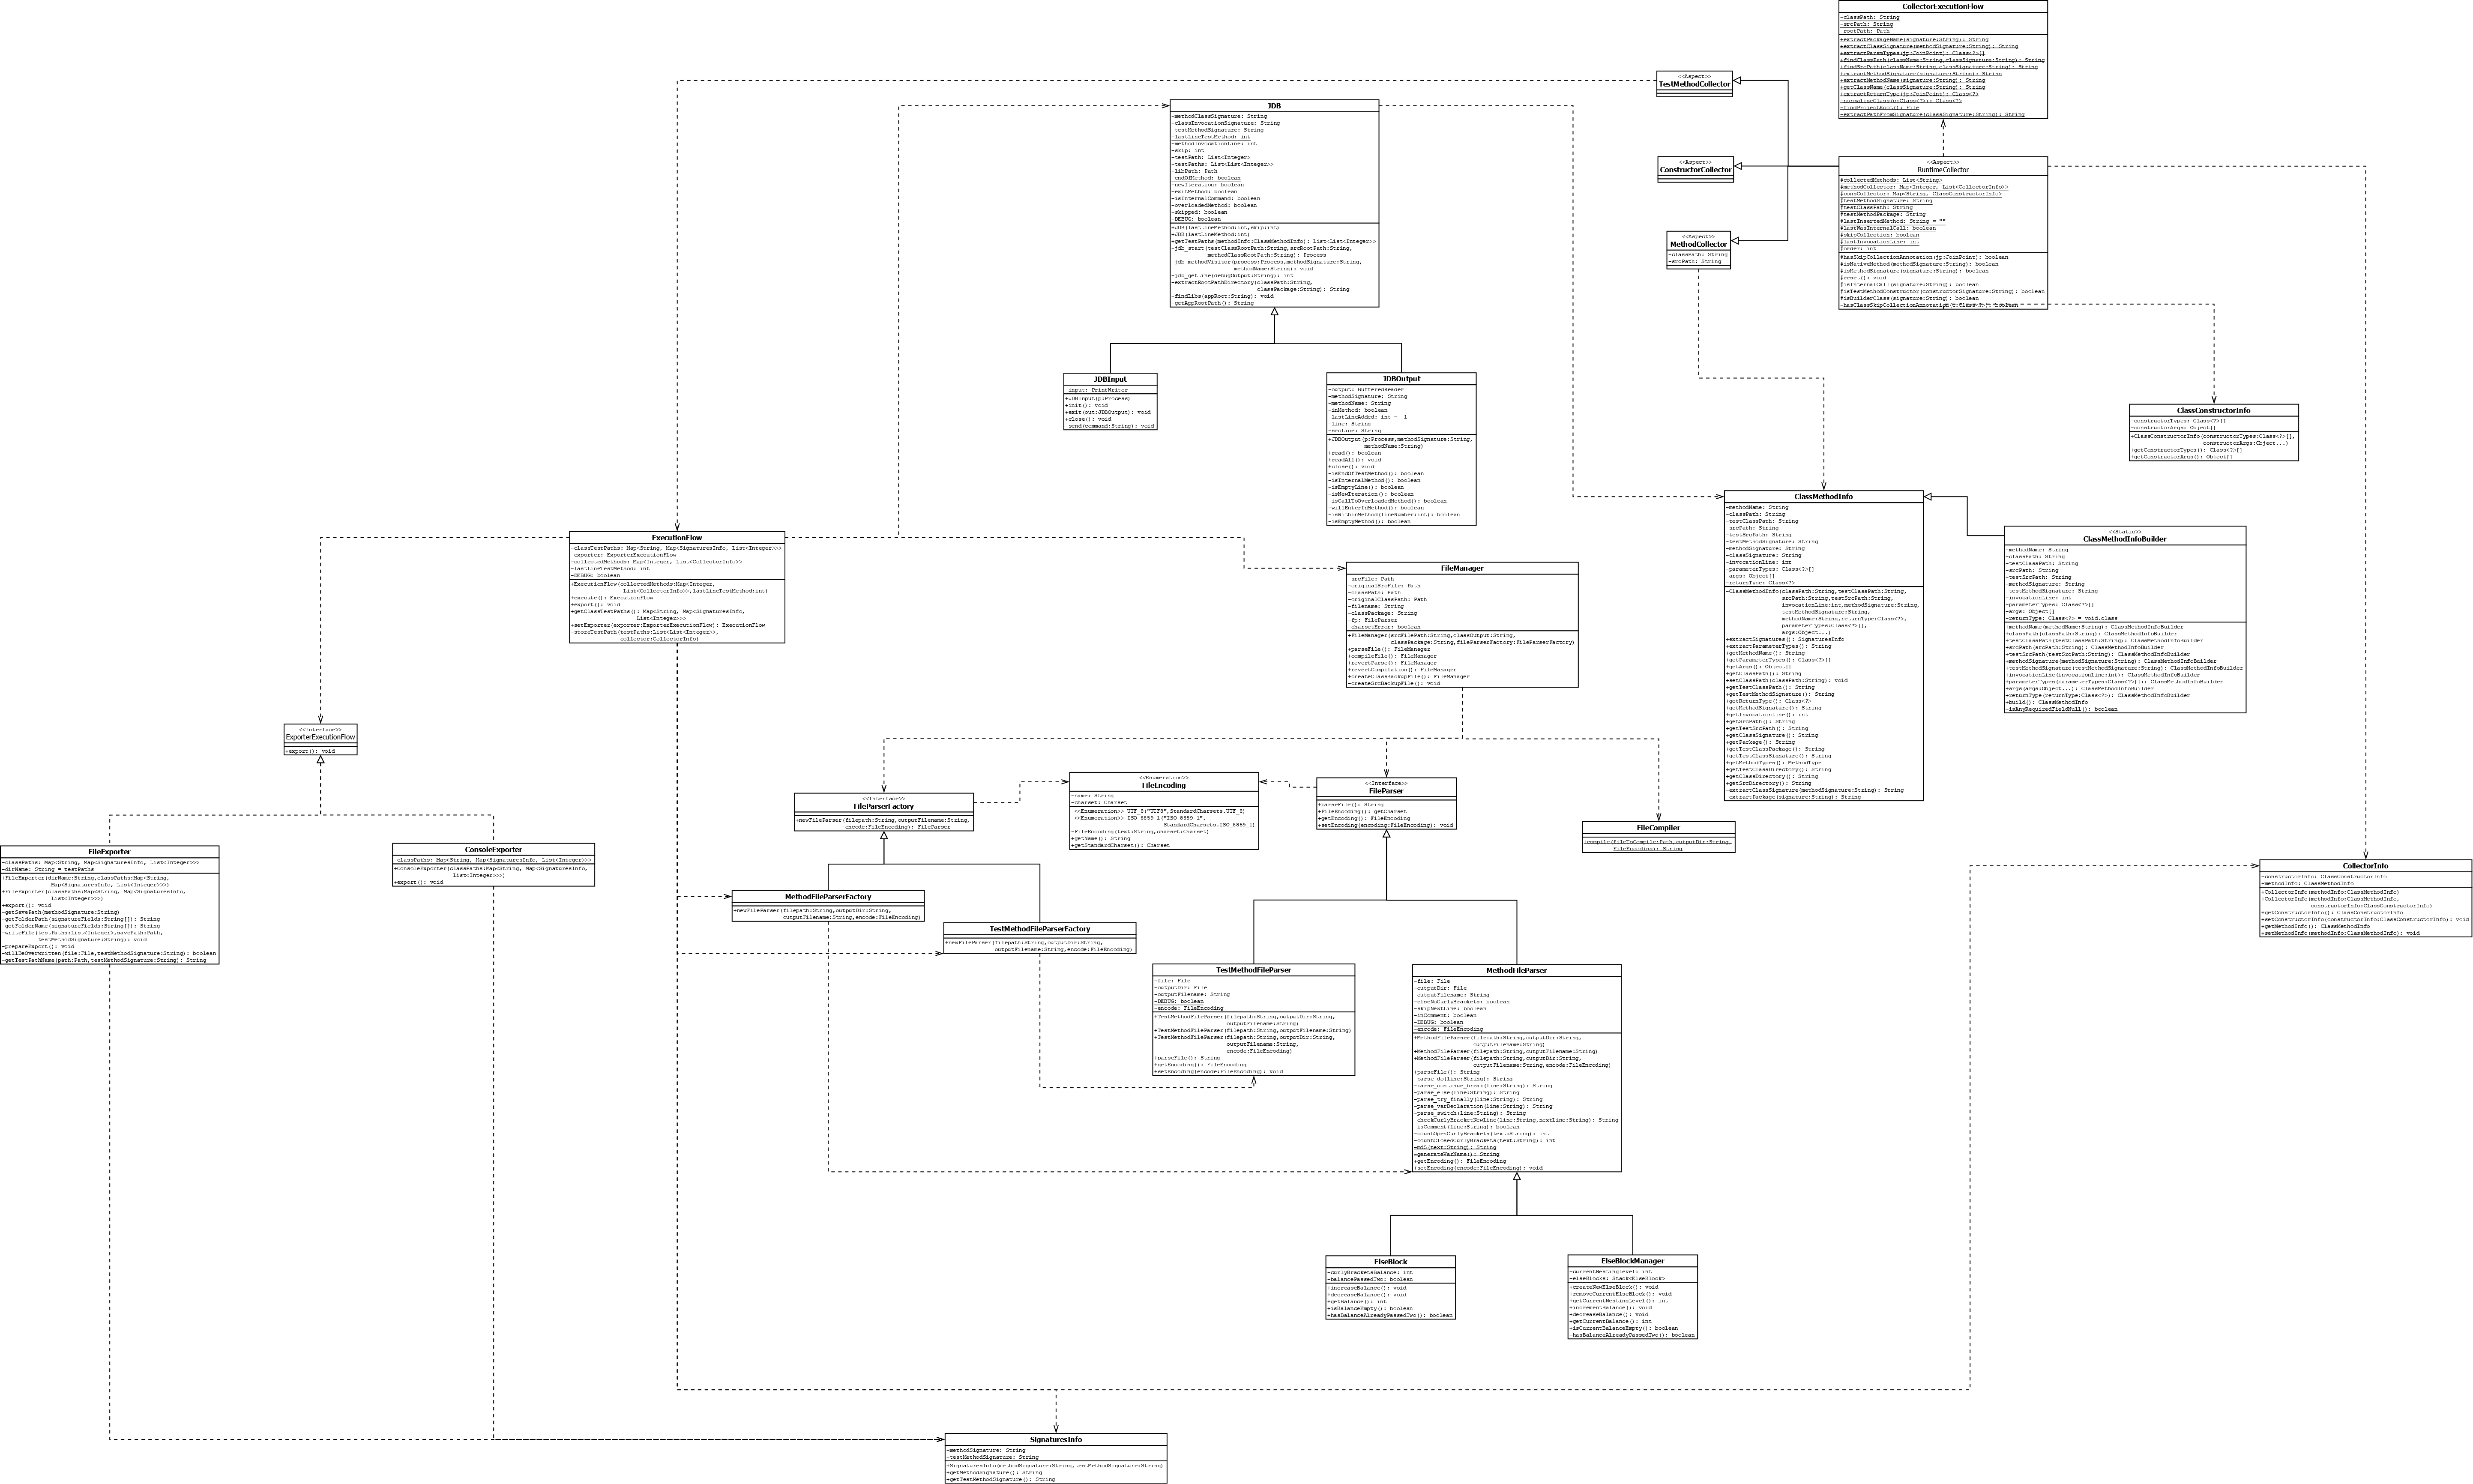 CollectorExecutionFlow
-classPath: String
-srcPath: String
-rootPath: Path
+extractPackageName(signature:String): String
+extractClassSignature(methodSignature:String): String
+extractParamTypes(jp:JoinPoint): Class<?>[]
+findClassPath(className:String,classSignature:String): String
+findSrcPath(className:String,classSignature:String): String
+extractMethodSignature(signature:String): String
+extractMethodName(signature:String): String
+getClassName(classSignature:String): String
+extractReturnType(jp:JoinPoint): Class<?>
-normaliseClass(c:Class<?>): Class<?>
-findProjectRoot(): File
-extractPathFromSignature(classSignature:String): String
<<Aspect>>
TestMethodCollector
<<Aspect>>
ConstructorCollector
<<Aspect>>
MethodCollector
-classPath: String
-srcPath: String
<<Aspect>>
RuntimeCollector
#collectedMethods: List<String>
#methodCollector: Map<Integer, List<CollectorInfo>>
#consCollector: Map<String, ClassConstructorInfo>
#testMethodSignature: String
#testClassPath: String
#testMethodPackage: String
#lastInsertedMethod: String = ""
#lastWasInternalCall: boolean
#skipCollection: boolean
#lastInvocationLine: int
#order: int
#hasSkipCollectionAnnotation(jp:JoinPoint): boolean
#isNativeMethod(methodSignature:String): boolean
#isMethodSignature(signature:String): boolean
#reset(): void
#isInternalCall(signature:String): boolean
#isTestMethodConstructor(constructorSignature:String): boolean
#isBuilderClass(signature:String): boolean
-hasClassSkipCollectionAnnotation(c:Class<?>): boolean
JDB
-methodClassSignature: String
-classInvocationSignature: String
-testMethodSignature: String
-lastLineTestMethod: int
-methodInvocationLine: int
-skip: int
-testPath: List<Integer>
-testPaths: List<List<Integer>>
-libPath: Path
-endOfMethod: boolean
-newIteration: boolean
-exitMethod: boolean
-isInternalCommand: boolean
-overloadedMethod: boolean
-skipped: boolean
-DEBUG: boolean
+JDB(lastLineMethod:int,skip:int)
+JDB(lastLineMethod:int)
+getTestPaths(methodInfo:ClassMethodInfo): List<List<Integer>>
-jdb_start(testClassRootPath:String,srcRootPath:String,
methodClassRootPath:String): Process
-jdb_methodVisitor(process:Process,methodSignature:String,
methodName:String): void
-jdb_getLine(debugOutput:String): int
-extractRootPathDirectory(classPath:String,
classPackage:String): String
-findLibs(appRoot:String): void
-getAppRootPath(): String
JDBInput
-input: PrintWriter
+JDBInput(p:Process)
+init(): void
+exit(out:JDBOutput): void
+close(): void
-send(command:String): void
JDBOutput
-output: BufferedReader
-methodSignature: String
-methodName: String
-inMethod: boolean
-lastLineAdded: int = -1
-line: String
-srcLine: String
+JDBOutput(p:Process,methodSignature:String,
methodName:String)
+read(): boolean
+readAll(): void
+close(): void
-isEndOfTestMethod(): boolean
-isInternalMethod(): boolean
-isEmptyLine(): boolean
-isNewIteration(): boolean
-isCallToOverloadedMethod(): boolean
-willEnterInMethod(): boolean
-isWithinMethod(lineNumber:int): boolean
-isEmptyMethod(): boolean
ClassConstructorInfo
-constructorTypes: Class<?>[]
-constructorArgs: Object[]
+ClassConstructorInfo(constructorTypes:Class<?>[],
constructorArgs:Object...)
+getConstructorTypes(): Class<?>[]
+getConstructorArgs(): Object[]
ClassMethodInfo
-methodName: String
-classPath: String
-testClassPath: String
-srcPath: String
-testSrcPath: String
-testMethodSignature: String
-methodSignature: String
-classSignature: String
-invocationLine: int
-parameterTypes: Class<?>[]
-args: Object[]
-returnType: Class<?>
-ClassMethodInfo(classPath:String,testClassPath:String,
srcPath:String,testSrcPath:String,
invocationLine:int,methodSignature:String,
testMethodSignature:String,
methodName:String,returnType:Class<?>,
parameterTypes:Class<?>[],
args:Object...)
+extractSignatures(): SignaturesInfo
+extractParameterTypes(): String
+getMethodName(): String
+getParameterTypes(): Class<?>[]
+getArgs(): Object[]
+getClassPath(): String
+setClassPath(classPath:String): void
+getTestClassPath(): String
+getTestMethodSignature(): String
+getReturnType(): Class<?>
+getMethodSignature(): String
+getInvocationLine(): int
+getSrcPath(): String
+getTestSrcPath(): String
+getClassSignature(): String
+getPackage(): String
+getTestClassPackage(): String
+getTestClassSignature(): String
+getMethodTypes(): MethodType
+getTestClassDirectory(): String
+getClassDirectory(): String
+getSrcDirectory(): String
-extractClassSignature(methodSignature:String): String
-extractPackage(signature:String): String
<<Static>>
ClassMethodInfoBuilder
-methodName: String
-classPath: String
-testClassPath: String
-srcPath: String
-testSrcPath: String
-methodSignature: String
-testMethodSignature: String
-invocationLine: int
-parameterTypes: Class<?>[]
-args: Object[]
-returnType: Class<?> = void.class
+methodName(methodName:String): ClassMethodInfoBuilder
+classPath(classPath:String): ClassMethodInfoBuilder
+testClassPath(testClassPath:String): ClassMethodInfoBuilder
+srcPath(srcPath:String): ClassMethodInfoBuilder
+testSrcPath(testSrcPath:String): ClassMethodInfoBuilder
+methodSignature(methodSignature:String): ClassMethodInfoBuilder
+testMethodSignature(testMethodSignature:String): ClassMethodInfoBuilder
+invocationLine(invocationLine:int): ClassMethodInfoBuilder
+parameterTypes(parameterTypes:Class<?>[]): ClassMethodInfoBuilder
+args(args:Object...): ClassMethodInfoBuilder
+returnType(returnType:Class<?>): ClassMethodInfoBuilder
+build(): ClassMethodInfo
-isAnyRequiredFieldNull(): boolean
ExecutionFlow
-classTestPaths: Map<String, Map<SignaturesInfo, List<Integer>>>
-exporter: ExporterExecutionFlow
-collectedMethods: Map<Integer, List<CollectorInfo>>
-lastLineTestMethod: int
-DEBUG: boolean
+ExecutionFlow(collectedMethods:Map<Integer,
List<CollectorInfo>>,lastLineTestMethod:int)
+execute(): ExecutionFlow
+export(): void
+getClassTestPaths(): Map<String, Map<SignaturesInfo,
List<Integer>>>
+setExporter(exporter:ExporterExecutionFlow): ExecutionFlow
-storeTestPath(testPaths:List<List<Integer>>,
collector:CollectorInfo)
FileManager
-srcFile: Path
-originalSrcFile: Path
-classPath: Path
-originalClassPath: Path
-filename: String
-classPackage: String
-fp: FileParser
-charsetError: boolean
+FileManager(srcFilePath:String,classOutput:String,
classPackage:String,fileParserFactory:FileParserFactory)
+parseFile(): FileManager
+compileFile(): FileManager
+revertParse(): FileManager
+revertCompilation(): FileManager
+createClassBackupFile(): FileManager
-createSrcBackupFile(): void
<<Interface>>
ExporterExecutionFlow
+export(): void
<<Interface>>
FileParserFactory
+newFileParser(filepath:String,outputFilename:String,
encode:FileEncoding): FileParser
<<Enumeration>>
FileEncoding
-name: String
-charset: Charset
<<Enumeration>> UTF_8("UTF8",StandardCharsets.UTF_8)
<<Enumeration>> ISO_8859_1("ISO-8859-1",
StandardCharsets.ISO_8859_1)
-FileEncoding(text:String,charset:Charset)
+getName(): String
+getStandardCharset(): Charset
<<Interface>>
FileParser
+parseFile(): String
+FileEncoding(): getCharset
+getEncoding(): FileEncoding
+setEncoding(encoding:FileEncoding): void
FileCompiler
+compile(fileToCompile:Path,outputDir:String,
FileEncoding): String
FileExporter
-classPaths: Map<String, Map<SignaturesInfo, List<Integer>>>
-dirName: String = testPaths
+FileExporter(dirName:String,classPaths:Map<String,
Map<SignaturesInfo, List<Integer>>>)
+FileExporter(classPaths:Map<String, Map<SignaturesInfo,
List<Integer>>>)
+export(): void
-getSavePath(methodSignature:String)
-getFolderPath(signatureFields:String[]): String
-getFolderName(signatureFields:String[]): String
-writeFile(testPaths:List<Integer>,savePath:Path,
testMethodSignature:String): void
-prepareExport(): void
-willBeOverwritten(file:File,testMethodSignature:String): boolean
-getTestPathName(path:Path,testMethodSignature:String): String
ConsoleExporter
-classPaths: Map<String, Map<SignaturesInfo, List<Integer>>>
+ConsoleExporter(classPaths:Map<String, Map<SignaturesInfo,
List<Integer>>>)
+export(): void
MethodFileParserFactory
+newFileParser(filepath:String,outputDir:String,
outputFilename:String,encode:FileEncoding)
TestMethodFileParserFactory
+newFileParser(filepath:String,outputDir:String,
outputFilename:String,encode:FileEncoding)
CollectorInfo
-constructorInfo: ClassConstructorInfo
-methodInfo: ClassMethodInfo
+CollectorInfo(methodInfo:ClassMethodInfo)
+CollectorInfo(methodInfo:ClassMethodInfo,
constructorInfo:ClassConstructorInfo)
+getConstructorInfo(): ClassConstructorInfo
+setConstructorInfo(constructorInfo:ClassConstructorInfo): void
+getMethodInfo(): ClassMethodInfo
+setMethodInfo(methodInfo:ClassMethodInfo): void
TestMethodFileParser
-file: File
-outputDir: File
-outputFilename: String
-DEBUG: boolean
-encode: FileEncoding
+TestMethodFileParser(filepath:String,outputDir:String,
outputFilename:String)
+TestMethodFileParser(filepath:String,outputFilename:String)
+TestMethodFileParser(filepath:String,outputDir:String,
outputFilename:String,
encode:FileEncoding)
+parseFile(): String
+getEncoding(): FileEncoding
+setEncoding(encode:FileEncoding): void
MethodFileParser
-file: File
-outputDir: File
-outputFilename: String
-elseNoCurlyBrackets: boolean
-skipNextLine: boolean
-inComment: boolean
-DEBUG: boolean
-encode: FileEncoding
+MethodFileParser(filepath:String,outputDir:String,
outputFilename:String)
+MethodFileParser(filepath:String,outputFilename:String)
+MethodFileParser(filepath:String,outputDir:String,
outputFilename:String,encode:FileEncoding)
+parseFile(): String
-parse_do(line:String): String
-parse_continue_break(line:String): String
-parse_else(line:String): String
-parse_try_finally(line:String): String
-parse_varDeclaration(line:String): String
-parse_switch(line:String): String
-checkCurlyBracketNewLine(line:String,nextLine:String): String
-isComment(line:String): boolean
-countOpenCurlyBrackets(text:String): int
-countClosedCurlyBrackets(text:String): int
-md5(text:String): String
-generateVarName(): String
+getEncoding(): FileEncoding
+setEncoding(encode:FileEncoding): void
ElseBlock
-curlyBracketsBalance: int
-balancePassedTwo: boolean
+increaseBalance(): void
+decreaseBalance(): void
+getBalance(): int
+isBalanceEmpty(): boolean
+hasBalanceAlreadyPassedTwo(): boolean
ElseBlockManager
-currentNestingLevel: int
-elseBlocks: Stack<ElseBlock>
+createNewElseBlock(): void
+removeCurrentElseBlock(): void
+getCurrentNestingLevel(): int
+incrementBalance(): void
+decreaseBalance(): void
+getCurrentBalance(): int
+isCurrentBalanceEmpty(): boolean
-hasBalanceAlreadyPassedTwo(): boolean
SignaturesInfo
-methodSignature: String
-testMethodSignature: String
+SignaturesInfo(methodSignature:String,testMethodSignature:String)
+getMethodSignature(): String
+getTestMethodSignature(): String